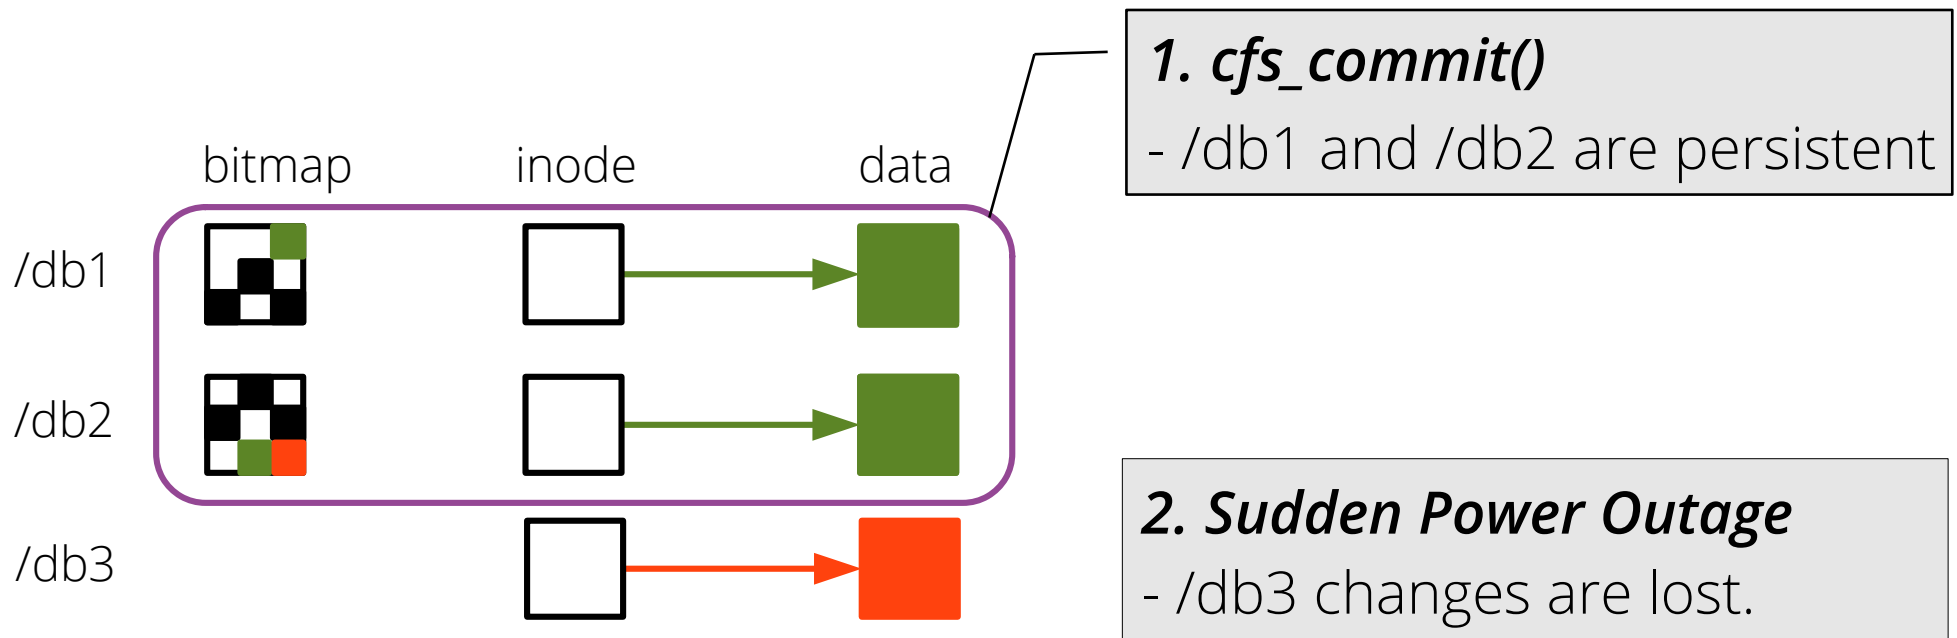 1. cfs_commit()
- /db1 and /db2 are persistent
bitmap inode data
/db1
/db2
/db3
2. Sudden Power Outage
- /db3 changes are lost.